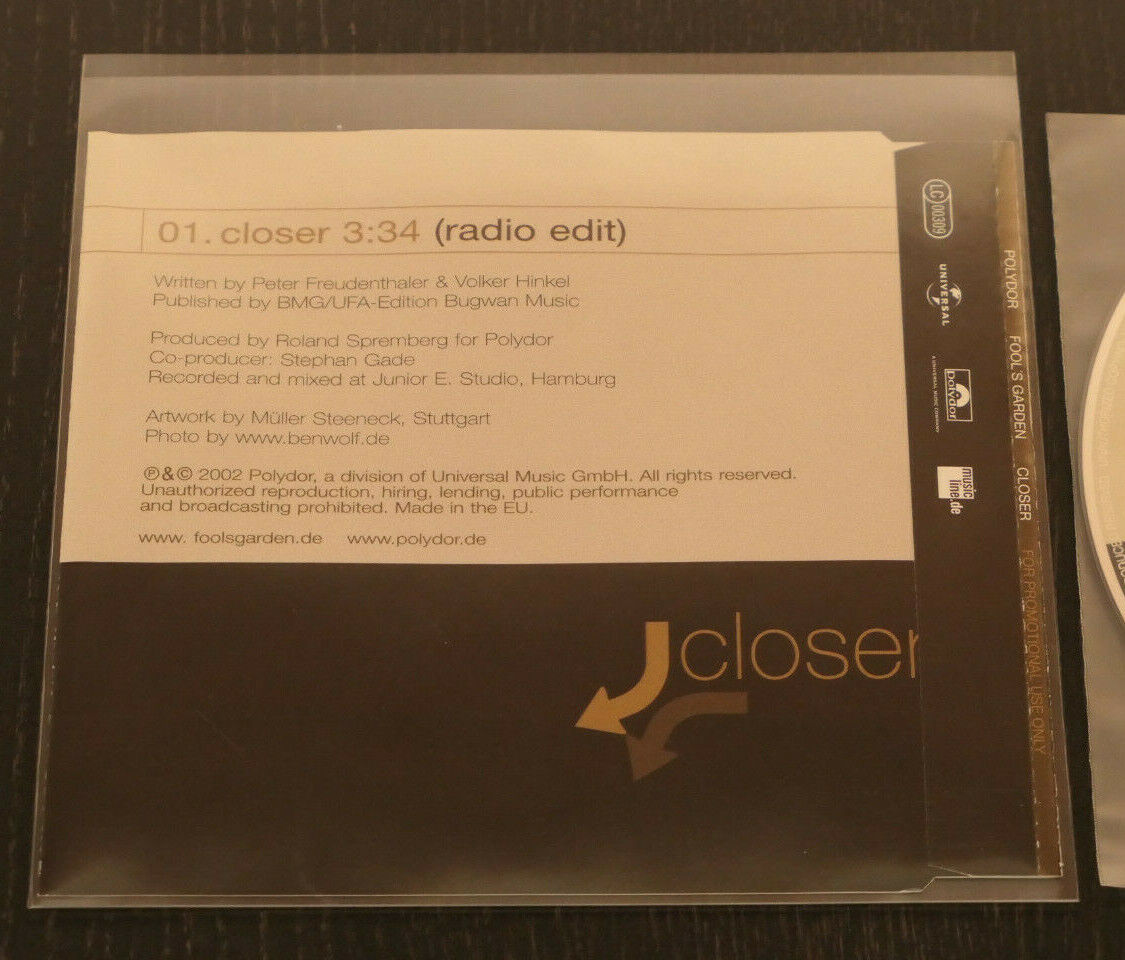 01. closer 3:34 (radio edit)
Written by Peter Freudenthaler & Volker Hinkel
Published by BMG/UFA-Edition Bugwan Music
Produced by Roland Spremberg for Polydor
Co-producer: Stephan Gade
Recorded and mixed at Junior E. Studio, Hamburg
Artwork by Müller Steeneck, Stuttgart
Photo by www.benwolf.de
℗&© 2002 Polydor, a division of Universal Music GmbH. All rights reserved.
Unauthorized reproduction, hiring, lending, public performance
and broadcasting prohibited. Made in the EU.
www. foolsgarden.de www.polydor.de
closer
LC 00309
UNIVERSAL
polydor
A UNIVERSAL MUSIC COMPANY
music
line.de
POLYDOR FOOL'S GARDEN CLOSER FOR PROMOTIONAL USE ONLY